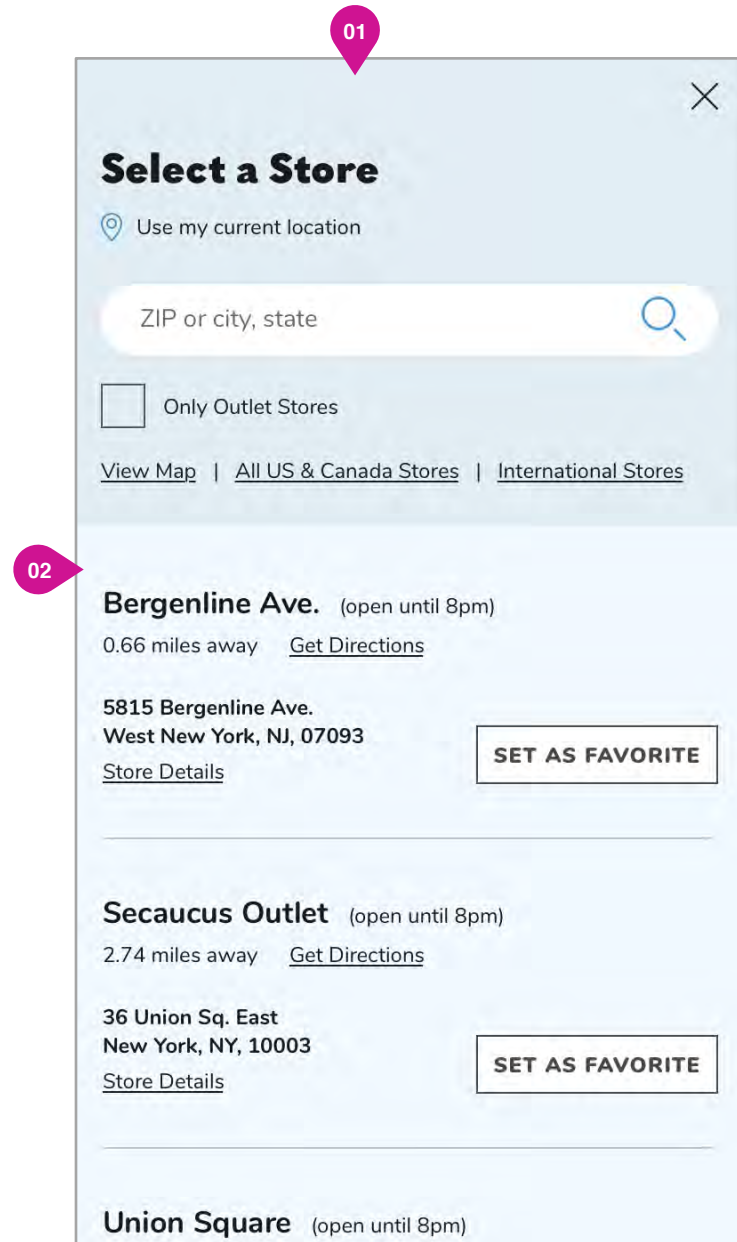 01
Select a Store
Use my current location
ZIP or city, state
Only Outlet Stores
View Map | All US & Canada Stores | International Stores
02
Bergenline Ave. (open until 8pm)
0.66 miles away Get Directions
5815 Bergenline Ave.
West New York, NJ, 07093
Store Details
SET AS FAVORITE
Secaucus Outlet (open until 8pm)
2.74 miles away Get Directions
36 Union Sq. East
New York, NY, 10003
Store Details
SET AS FAVORITE
Union Square (open until 8pm)